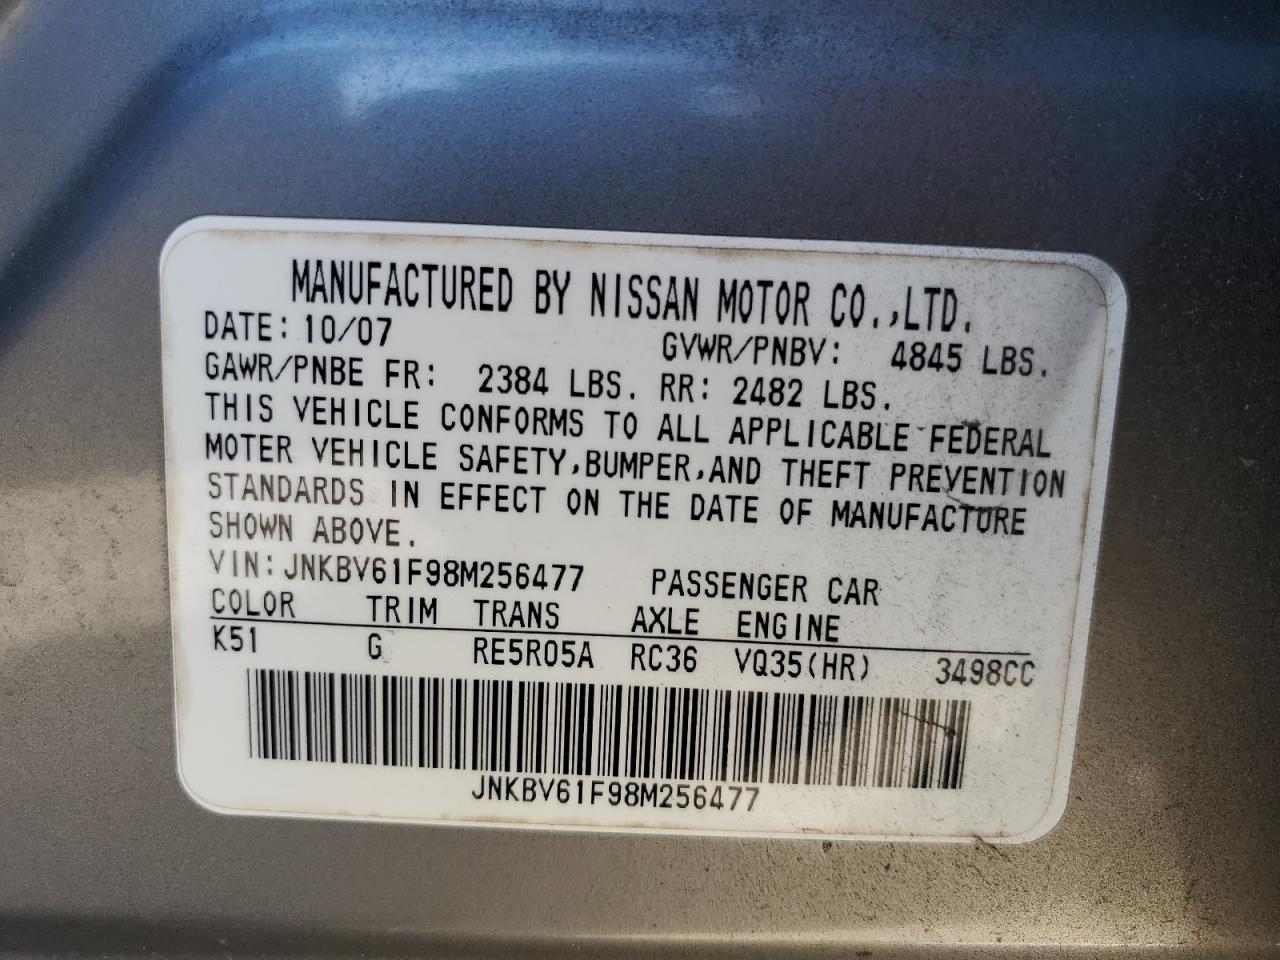 MANUFACTURED BY NISSAN MOTOR CO.,LTD.
DATE: 10/07 GVWR/PNBV: 4845 LBS.
GAWR/PNBE FR: 2384 LBS. RR: 2482 LBS.
THIS VEHICLE CONFORMS TO ALL APPLICABLE FEDERAL
MOTER VEHICLE SAFETY,BUMPER,AND THEFT PREVENTION
STANDARDS IN EFFECT ON THE DATE OF MANUFACTURE
SHOWN ABOVE.
VIN: JNKBV61F98M256477 PASSENGER CAR
COLOR TRIM TRANS AXLE ENGINE
K51 G RE5R05A RC36 VQ35(HR) 3498CC
JNKBV61F98M256477